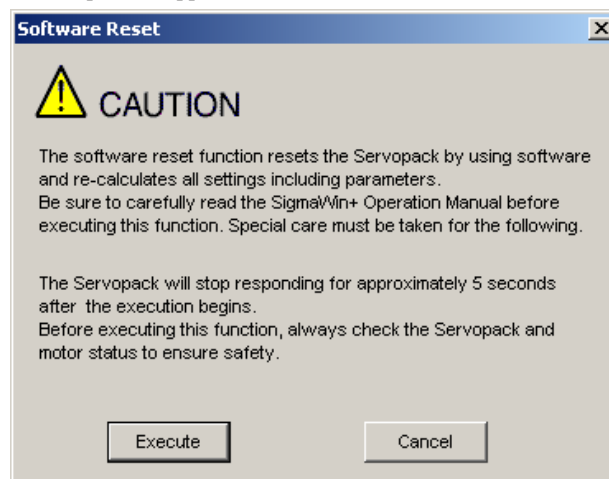 Software Reset
CAUTION
The software reset function resets the Servopack by using software
and re-calculates all settings including parameters.
Be sure to carefully read the SigmaWin+ Operation Manual before
executing this function. Special care must be taken for the following.
The Servopack will stop responding for approximately 5 seconds
after the execution begins.
Before executing this function, always check the Servopack and
motor status to ensure safety.
Execute
Cancel